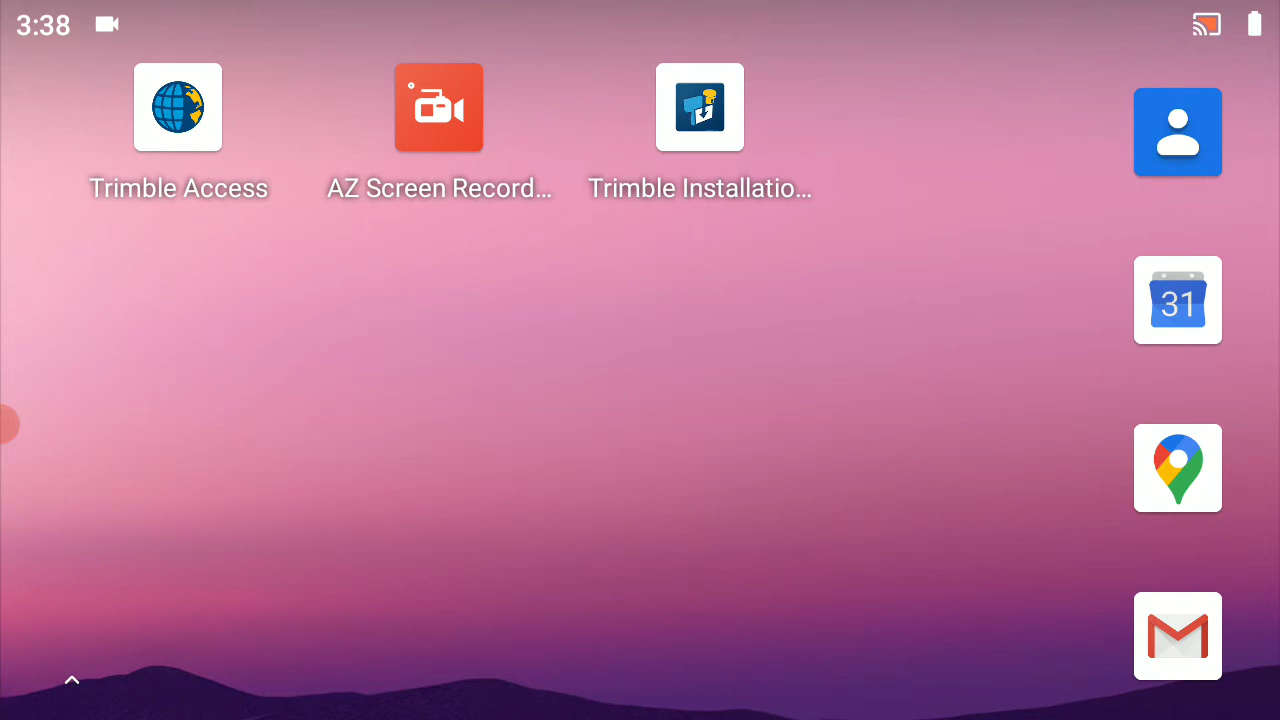 3:38
Trimble Access
AZ Screen Record...
Trimble Installatio...
31